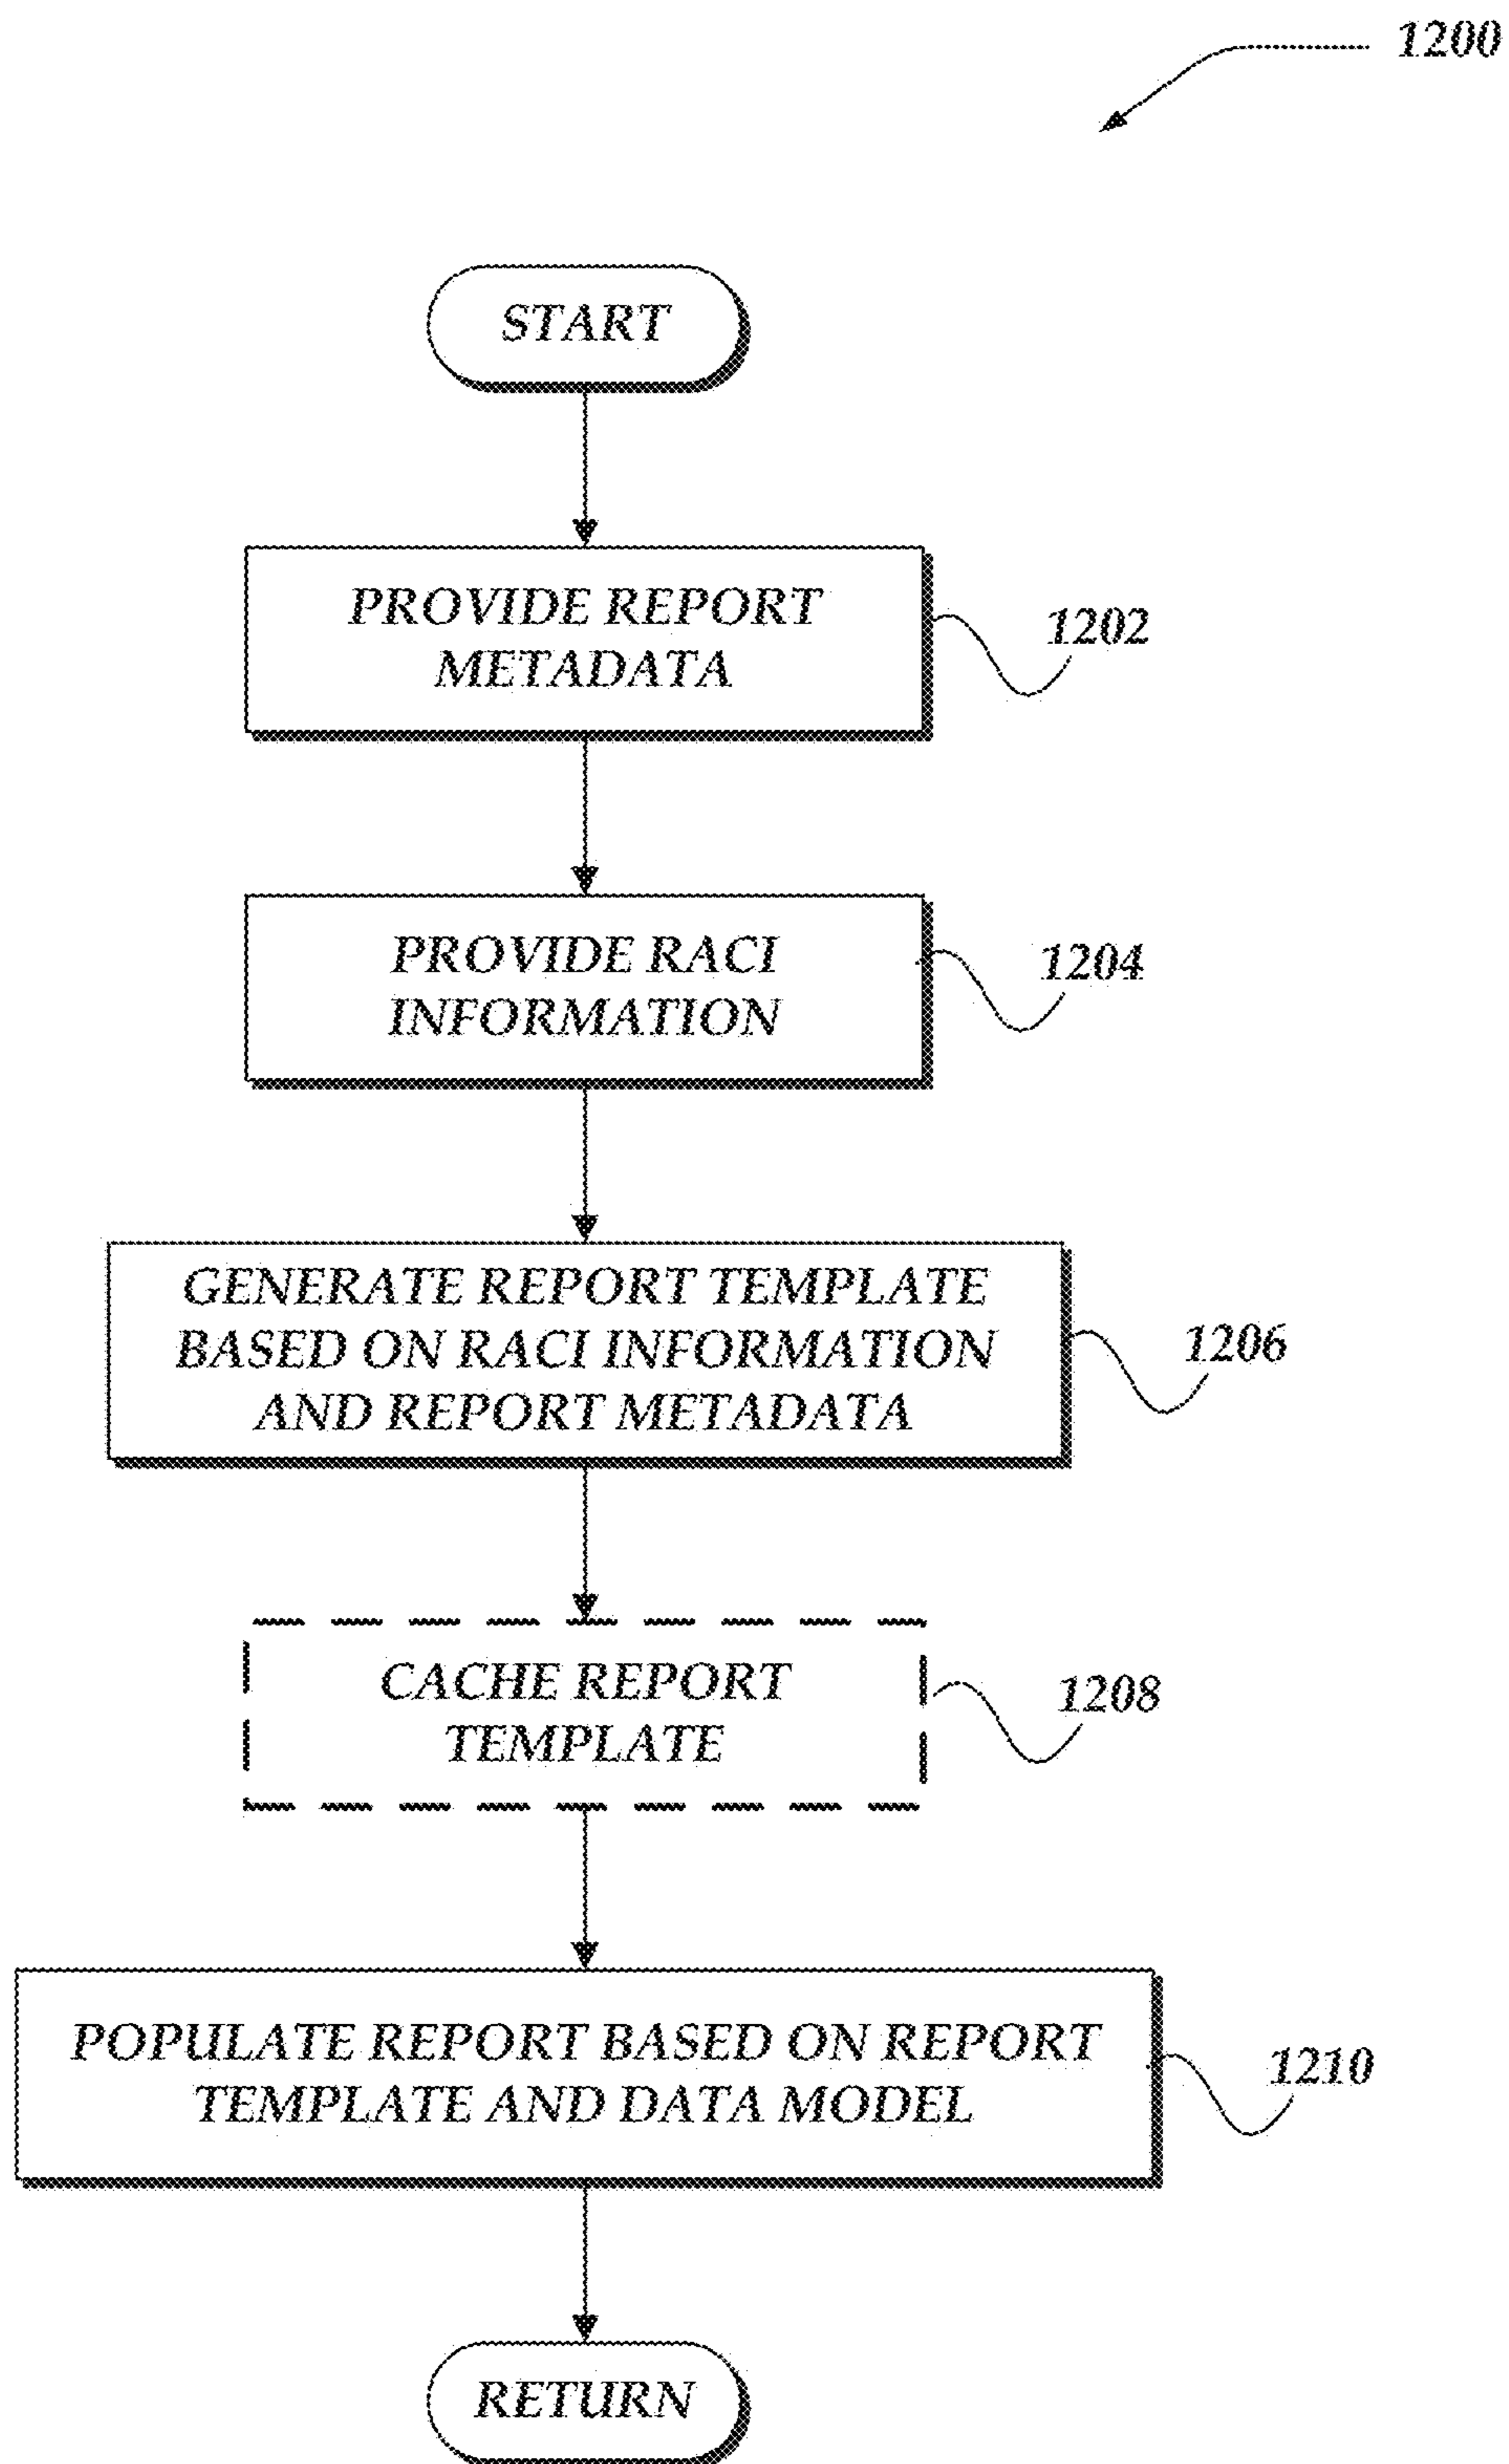 1200
START
PROVIDE REPORT
METADATA
1202
PROVIDE RACI
INFORMATION
1204
GENERATE REPORT TEMPLATE
BASED ON RACI INFORMATION
AND REPORT METADATA
1206
CACHE REPORT
TEMPLATE
1208
POPULATE REPORT BASED ON REPORT
TEMPLATE AND DATA MODEL
1210
RETURN